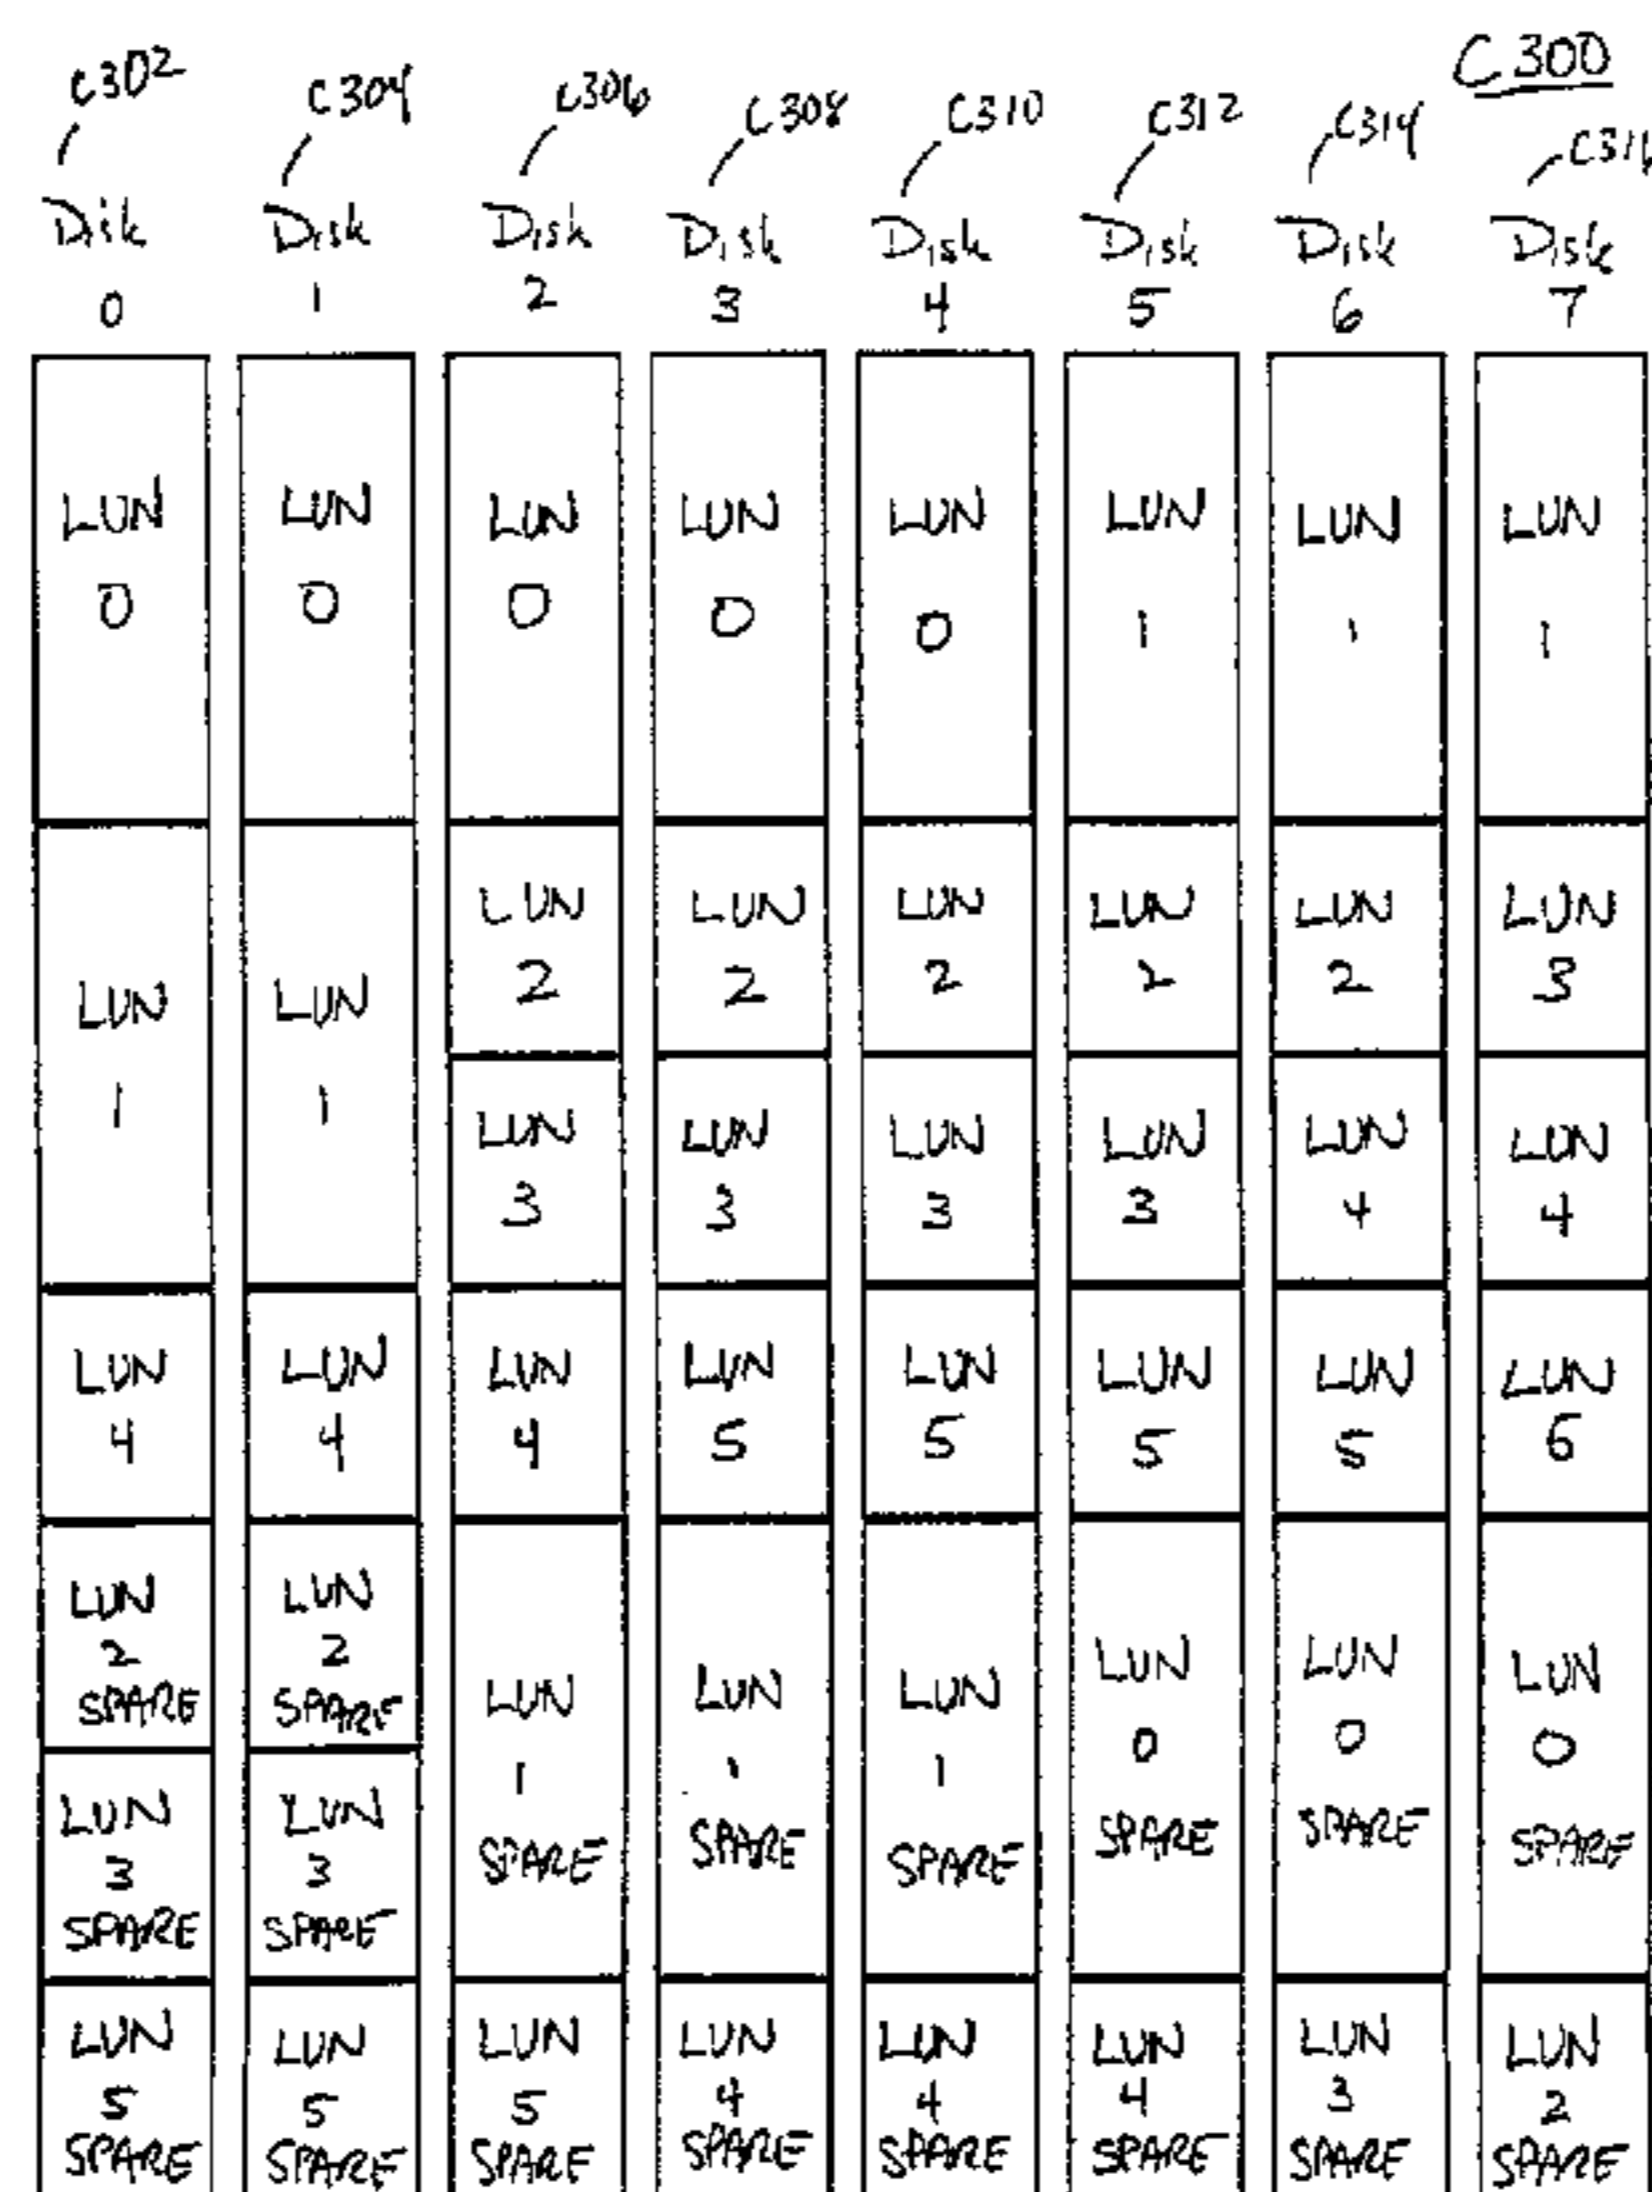 C300
C302 C304 C306 C308 C310 C312 C314
Disk Disk Disk Disk Disk Disk Disk Disk
0 1 2 3 4 5 6 7
LUN LUN LUN LUN LUN LUN LUN LUN
0 0 0 0 0 1 1 1
LUN LUN LUN LUN LUN LUN
2 2 2 2 2 3
LUN LUN
1 1
LUN LUN LUN LUN LUN LUN
3 3 3 3 4 4
LUN LUN LUN LUN LUN LUN LUN LUN
4 4 4 5 5 5 5
LUN LUN
2 2
SPARE SPARE
LUN LUN LUN LUN LUN LUN
1 1 1 0 0 0
SPARE SPARE SPARE SPARE SPARE SPARE
LUN LUN
3 3
SPARE SPARE
LUN LUN LUN LUN LUN LUN LUN LUN
5 5 5 4 4 4 3 2
SPARE SPARE SPARE SPARE SPARE SPARE SPARE SPARE